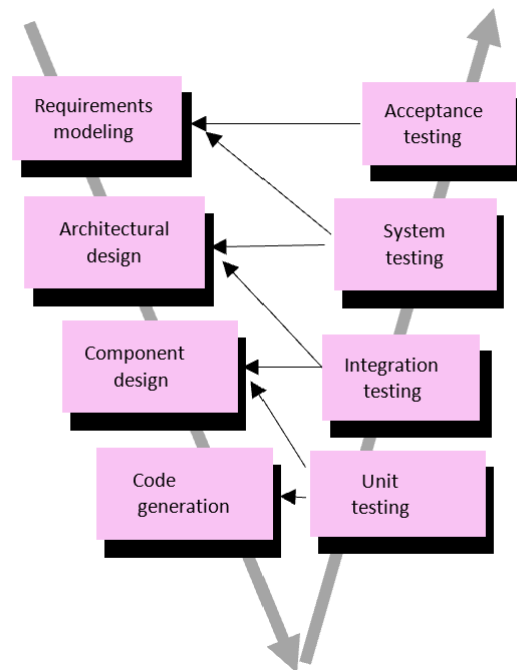 Requirements
modeling
Acceptance
testing
Architectural
design
System
testing
Component
design
Integration
testing
Code
generation
Unit
testing